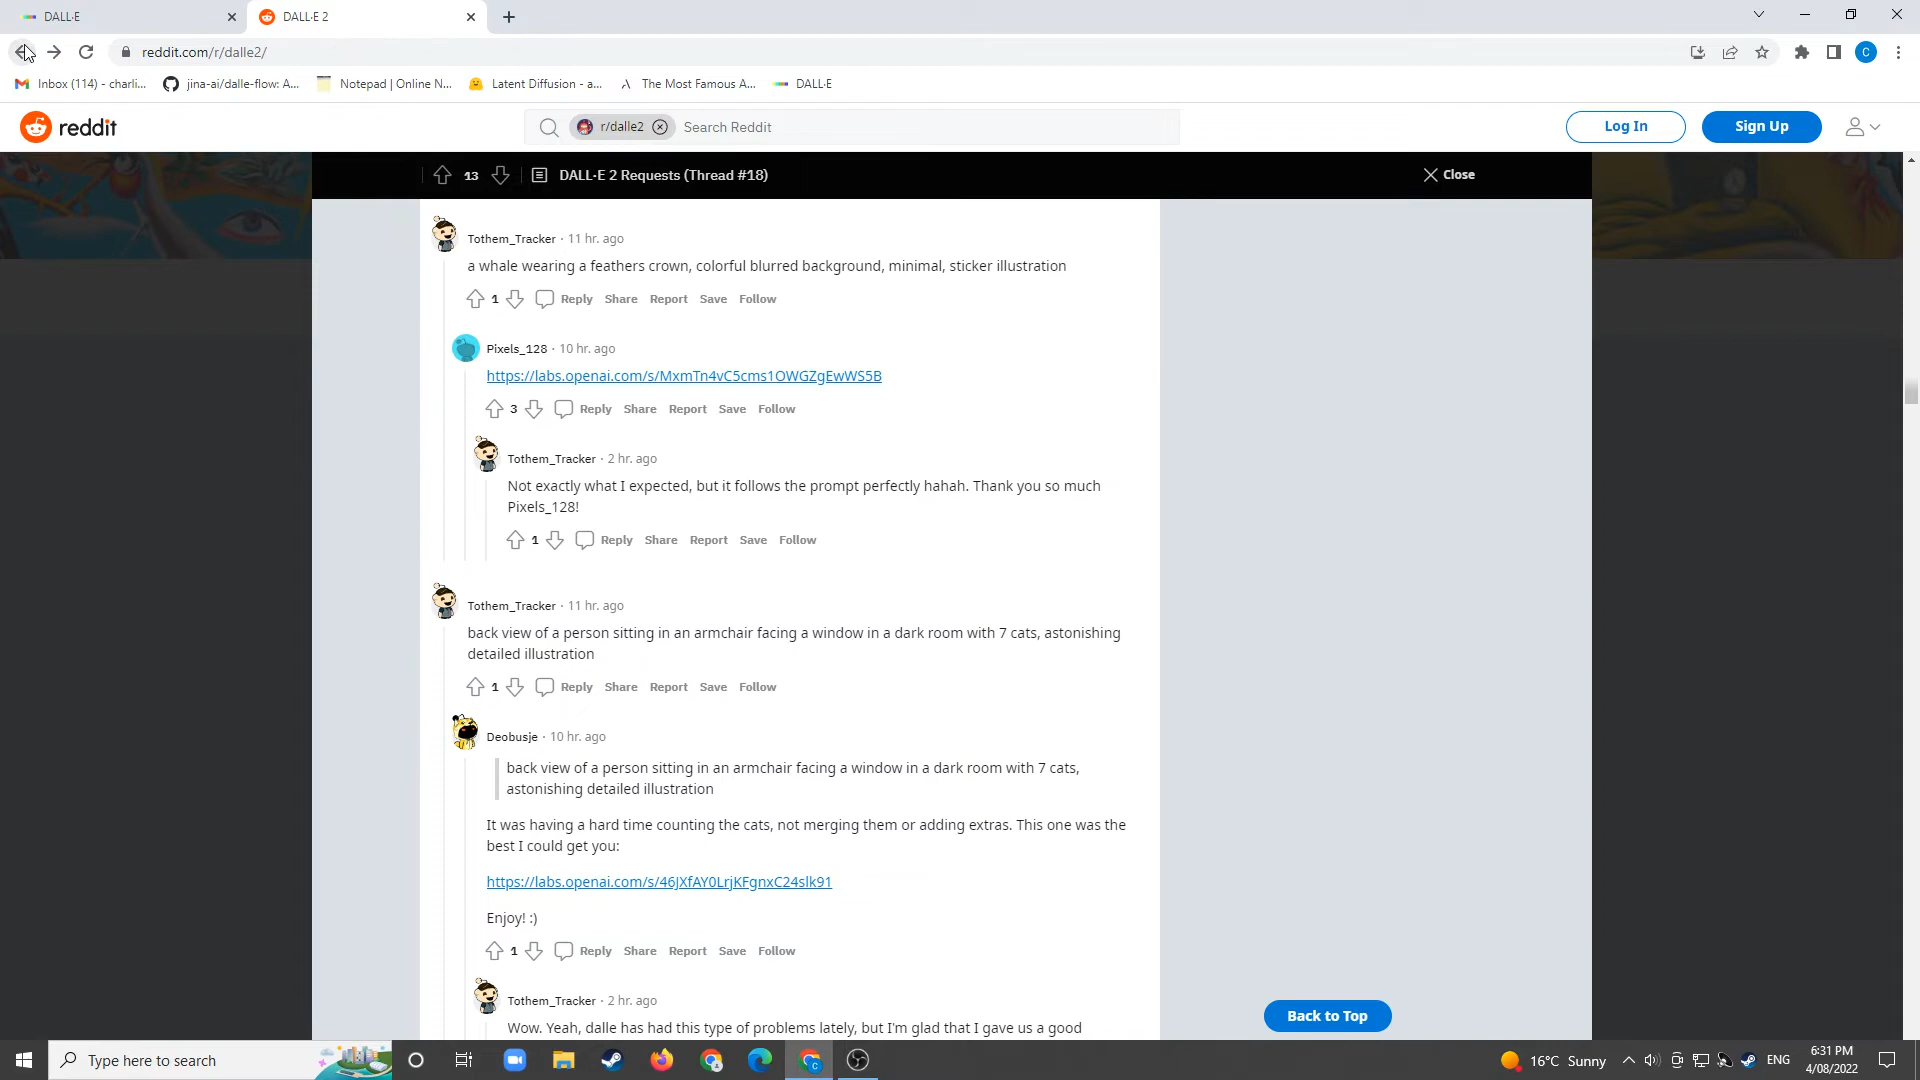 DALL·E
DALL·E 2
reddit.com/r/dalle2/
C
Inbox (114) - charli...
jina-ai/dalle-flow: A...
Notepad | Online N...
Latent Diffusion - a...
The Most Famous A...
DALL·E
reddit
r/dalle2
Search Reddit
Log In
Sign Up
13
DALL·E 2 Requests (Thread #18)
Close
Tothem_Tracker · 11 hr. ago
a whale wearing a feathers crown, colorful blurred background, minimal, sticker illustration
1 Reply Share Report Save Follow
Pixels_128 · 10 hr. ago
https://labs.openai.com/s/MxmTn4vC5cms1OWGZgEwWS5B
3 Reply Share Report Save Follow
Tothem_Tracker · 2 hr. ago
Not exactly what I expected, but it follows the prompt perfectly hahah. Thank you so much
Pixels_128!
1 Reply Share Report Save Follow
Tothem_Tracker · 11 hr. ago
back view of a person sitting in an armchair facing a window in a dark room with 7 cats, astonishing
detailed illustration
1 Reply Share Report Save Follow
Deobusje · 10 hr. ago
back view of a person sitting in an armchair facing a window in a dark room with 7 cats,
astonishing detailed illustration
It was having a hard time counting the cats, not merging them or adding extras. This one was the
best I could get you:
https://labs.openai.com/s/46JXfAY0LrjKFgnxC24slk91
Enjoy! :)
1 Reply Share Report Save Follow
Tothem_Tracker · 2 hr. ago
Wow. Yeah, dalle has had this type of problems lately, but I'm glad that I gave us a good
Back to Top
Type here to search
16°C Sunny
ENG
6:31 PM
4/08/2022